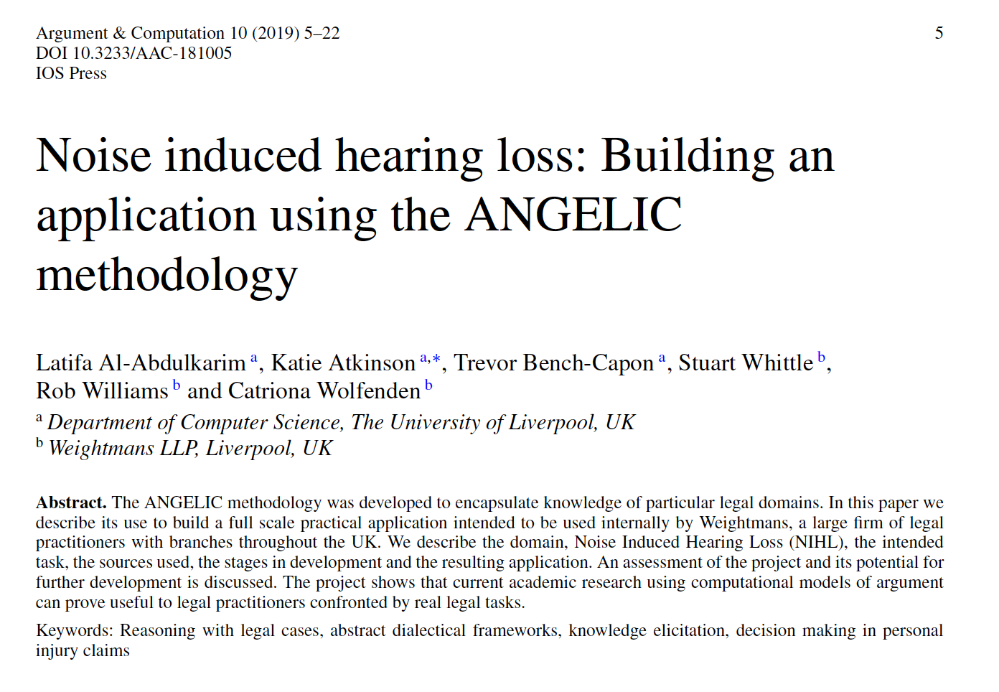 Argument & Computation 10 (2019) 5–22 5
DOI 10.3233/AAC-181005
IOS Press
Noise induced hearing loss: Building an
application using the ANGELIC
methodology
Latifa Al-Abdulkarim a, Katie Atkinson a,*, Trevor Bench-Capon a, Stuart Whittle b,
Rob Williams b and Catriona Wolfenden b
a Department of Computer Science, The University of Liverpool, UK
b Weightmans LLP, Liverpool, UK
Abstract. The ANGELIC methodology was developed to encapsulate knowledge of particular legal domains. In this paper we
describe its use to build a full scale practical application intended to be used internally by Weightmans, a large firm of legal
practitioners with branches throughout the UK. We describe the domain, Noise Induced Hearing Loss (NIHL), the intended
task, the sources used, the stages in development and the resulting application. An assessment of the project and its potential for
further development is discussed. The project shows that current academic research using computational models of argument
can prove useful to legal practitioners confronted by real legal tasks.
Keywords: Reasoning with legal cases, abstract dialectical frameworks, knowledge elicitation, decision making in personal
injury claims